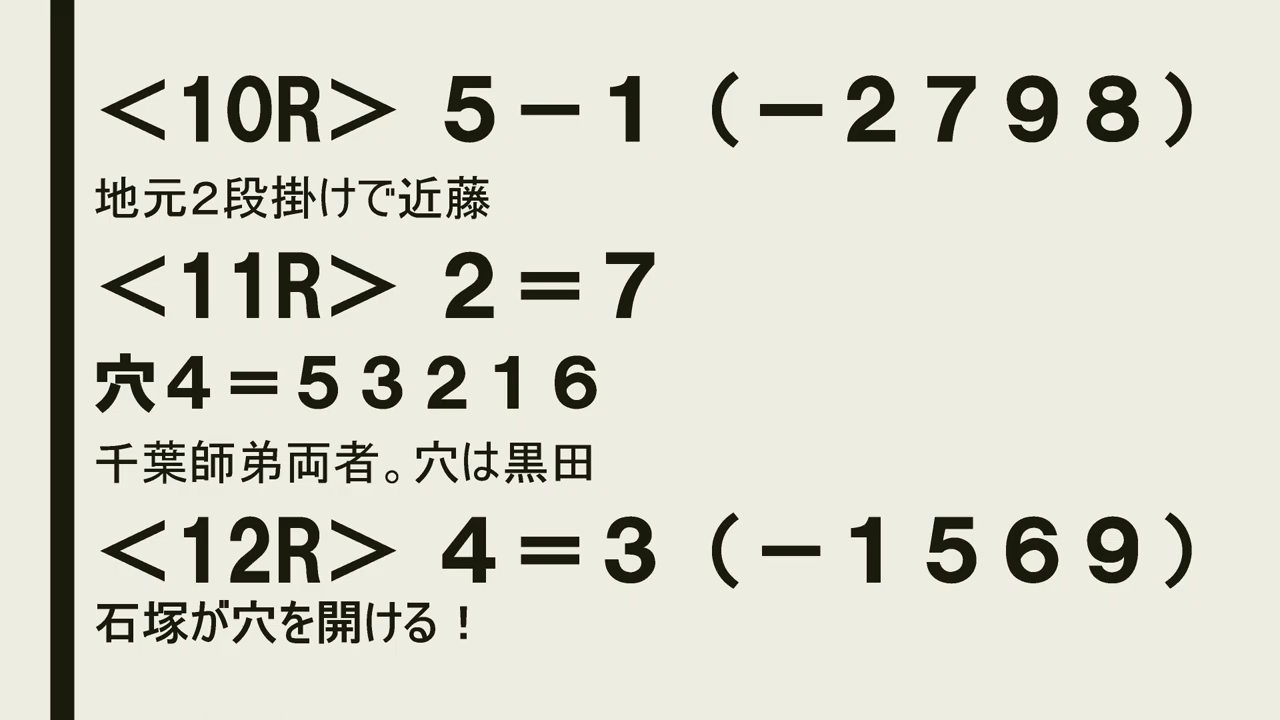 ＜10R＞ ５－１（－２７９８）
地元２段掛けで近藤
＜11R＞ ２＝７
穴４＝５３２１６
千葉師弟両者。穴は黒田
＜12R＞ ４＝３（－１５６９）
石塚が穴を開ける！